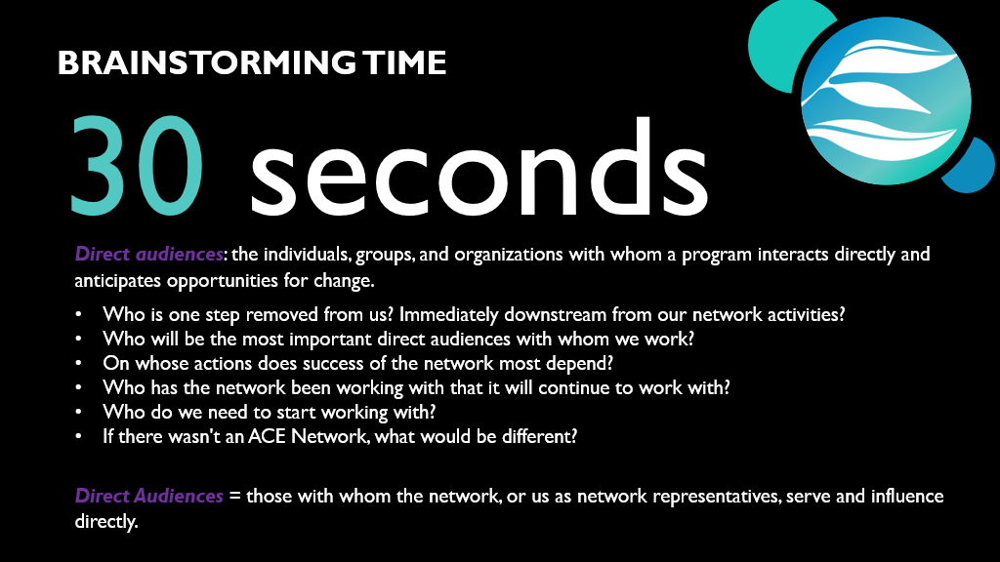 BRAINSTORMING TIME
30 seconds
Direct audiences: the individuals, groups, and organizations with whom a program interacts directly and
anticipates opportunities for change.
• Who is one step removed from us? Immediately downstream from our network activities?
• Who will be the most important direct audiences with whom we work?
• On whose actions does success of the network most depend?
• Who has the network been working with that it will continue to work with?
• Who do we need to start working with?
• If there wasn't an ACE Network, what would be different?
Direct Audiences = those with whom the network, or us as network representatives, serve and influence
directly.